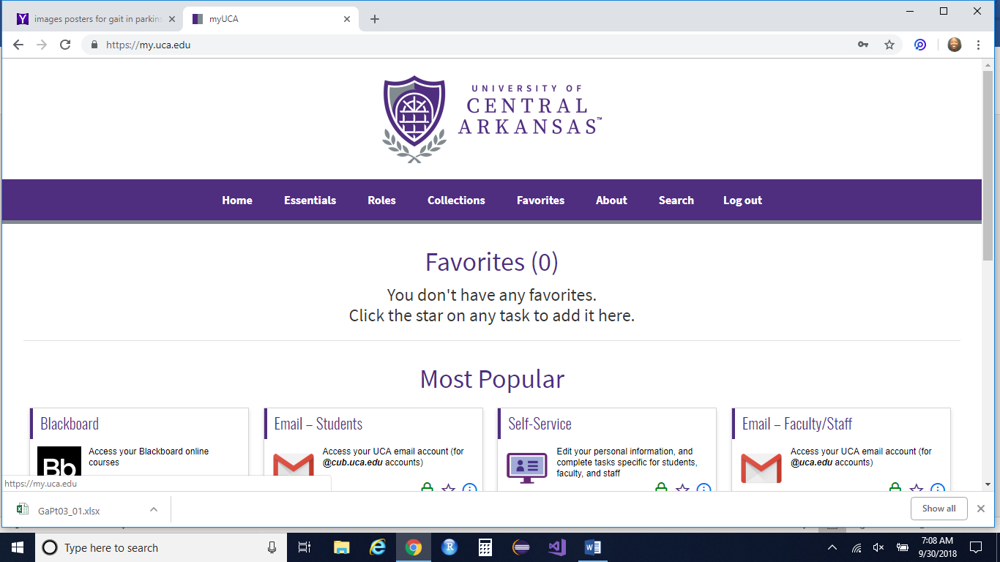 images posters for gait in parkins
myUCA
https://my.uca.edu
UNIVERSITY OF
CENTRAL
ARKANSAS™
Home Essentials Roles Collections Favorites About Search Log out
Favorites (0)
You don't have any favorites.
Click the star on any task to add it here.
Most Popular
Blackboard
Bb
Access your Blackboard online
courses
Email – Students
Access your UCA email account (for
@cub.uca.edu accounts)
Self-Service
Edit your personal information, and
complete tasks specific for students,
faculty, and staff
Email – Faculty/Staff
Access your UCA email account (for
@uca.edu accounts)
https://my.uca.edu
GaPt03_01.xlsx
Show all
Type here to search
7:08 AM
9/30/2018